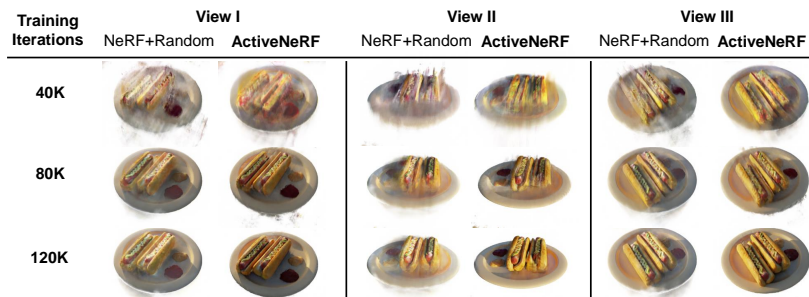 Training Iterations
View I
View II
View III
NeRF+Random ActiveNeRF
NeRF+Random ActiveNeRF
NeRF+Random ActiveNeRF
40K
80K
120K